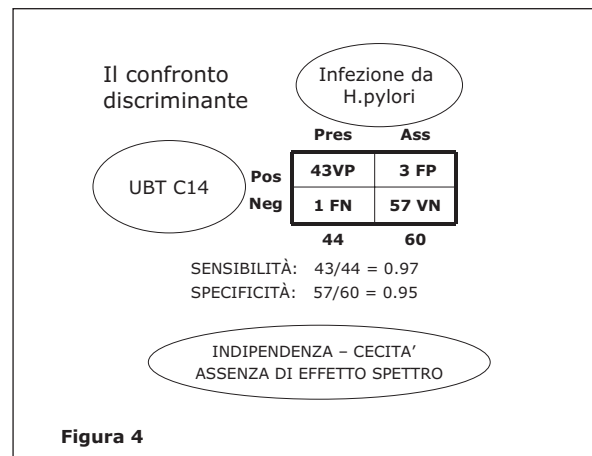 Il confronto
discriminante
Infezione da
H.pylori
Pres Ass
UBT C14
Pos 43VP 3 FP
Neg 1 FN 57 VN
44 60
SENSIBILITÀ: 43/44 = 0.97
SPECIFICITÀ: 57/60 = 0.95
INDIPENDENZA – CECITA’
ASSENZA DI EFFETTO SPETTRO
Figura 4